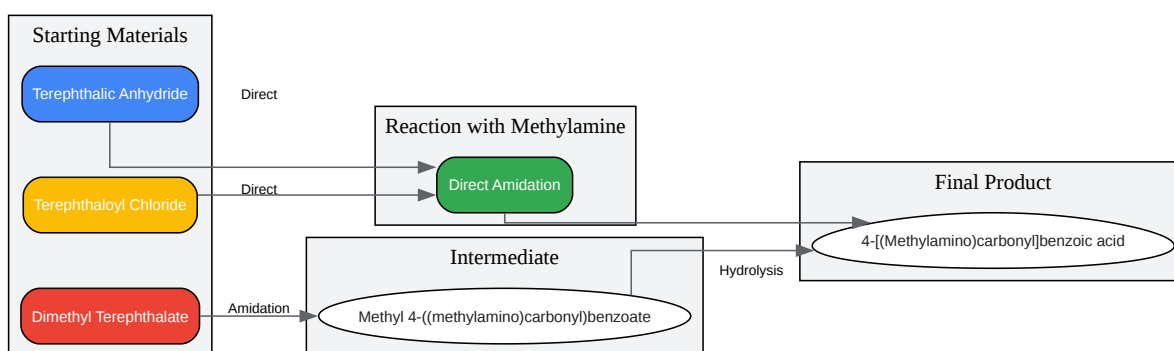 Starting Materials
Terephthalic Anhydride
Direct
Reaction with Methylamine
Direct Amidation
Terephthaloyl Chloride
Direct
Final Product
4-[(Methylamino)carbonyl]benzoic acid
Intermediate
Hydrolysis
Dimethyl Terephthalate
Amidation
Methyl 4-((methylamino)carbonyl)benzoate